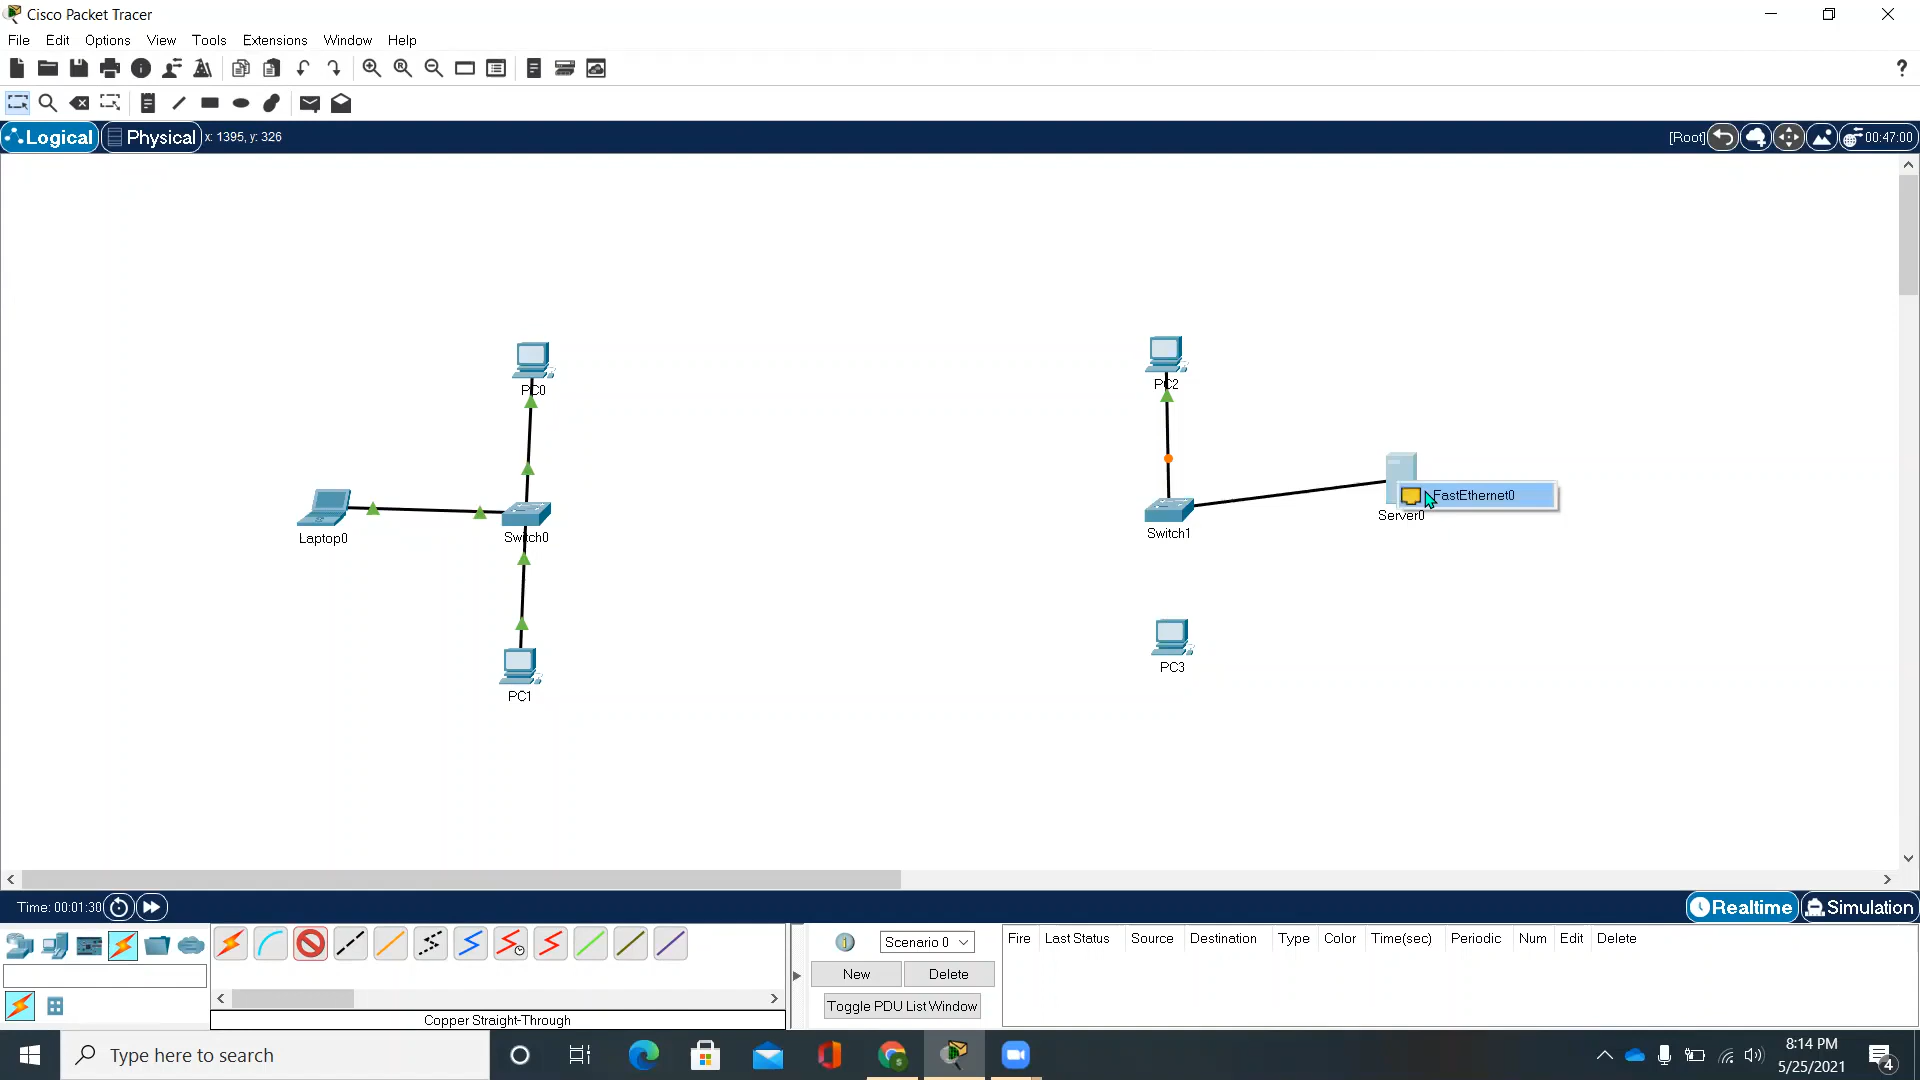 Cisco Packet Tracer
File Edit Options View Tools Extensions Window Help
?
Logical Physical x: 1395, y: 326 [Root] 00:47:00
PC0
PC2
FastEthernet0
Server0
Laptop0 Switch0 Switch1
PC3
PC1
Time: 00:01:30 Realtime Simulation
Scenario 0 Fire Last Status Source Destination Type Color Time(sec) Periodic Num Edit Delete
New Delete
Toggle PDU List Window
Copper Straight-Through
Type here to search
8:14 PM
5/25/2021
4